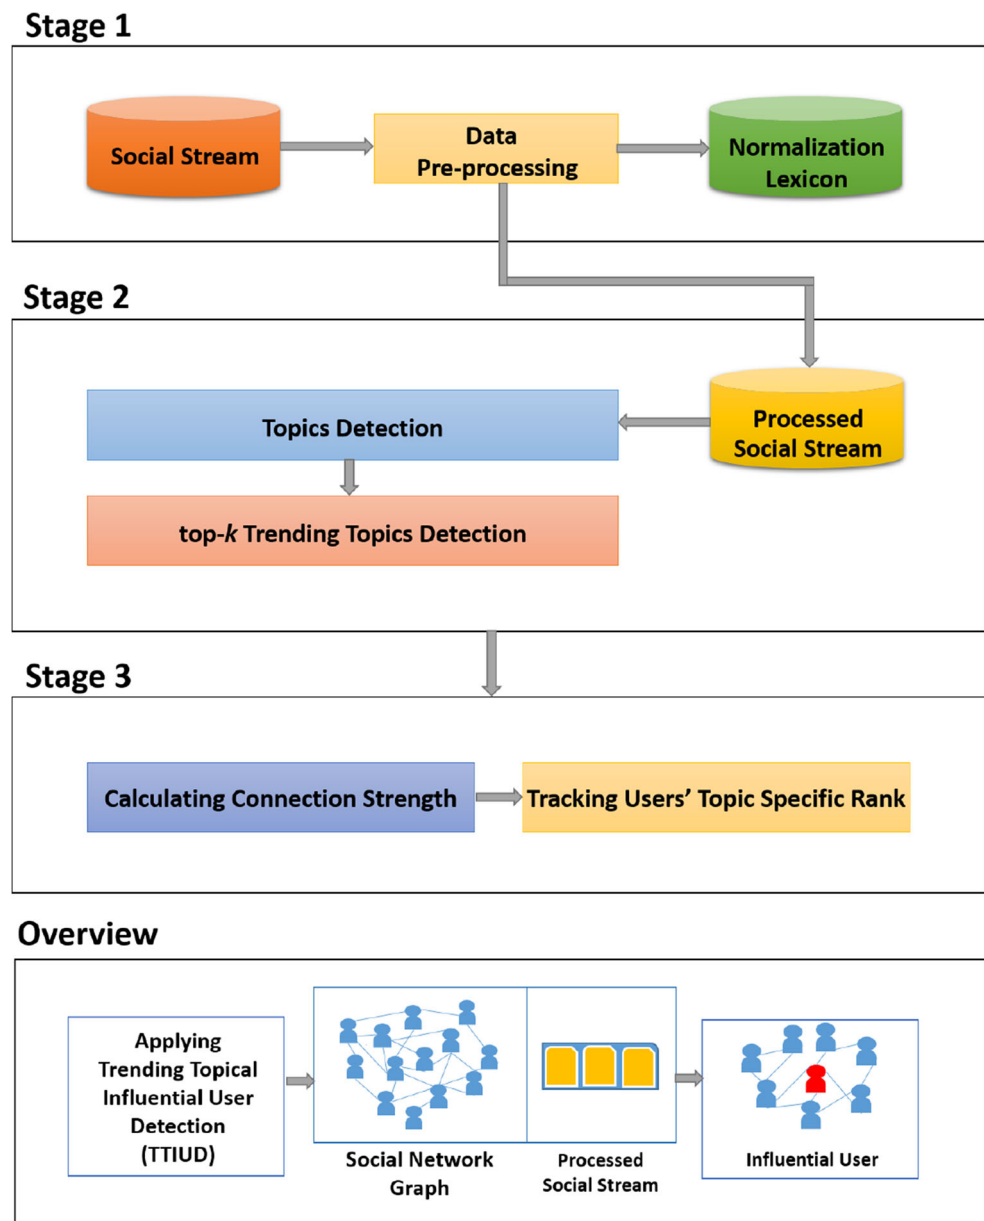 Stage 1
Social Stream
Data
Pre-processing
Normalization
Lexicon
Stage 2
Processed
Social Stream
Topics Detection
top-k Trending Topics Detection
Stage 3
Calculating Connection Strength
Tracking Users’ Topic Specific Rank
Overview
Applying
Trending Topical
Influential User
Detection
(TTIUD)
Social Network
Graph
Processed
Social Stream
Influential User